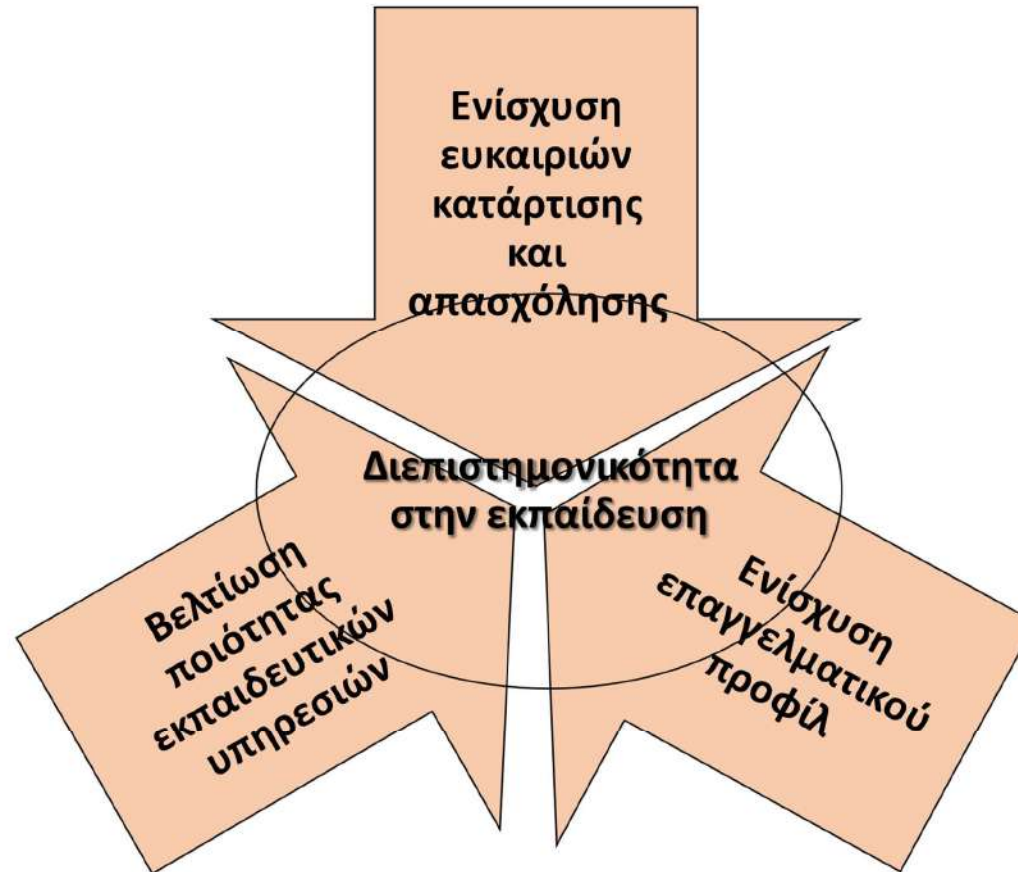 Ενίσχυση
ευκαιριών
κατάρτισης
και
απασχόλησης
Διεπιστημονικότητα
στην εκπαίδευση
Βελτίωση
ποιότητας
εκπαιδευτικών
υπηρεσιών
Ενίσχυση
επαγγελματικού
προφίλ